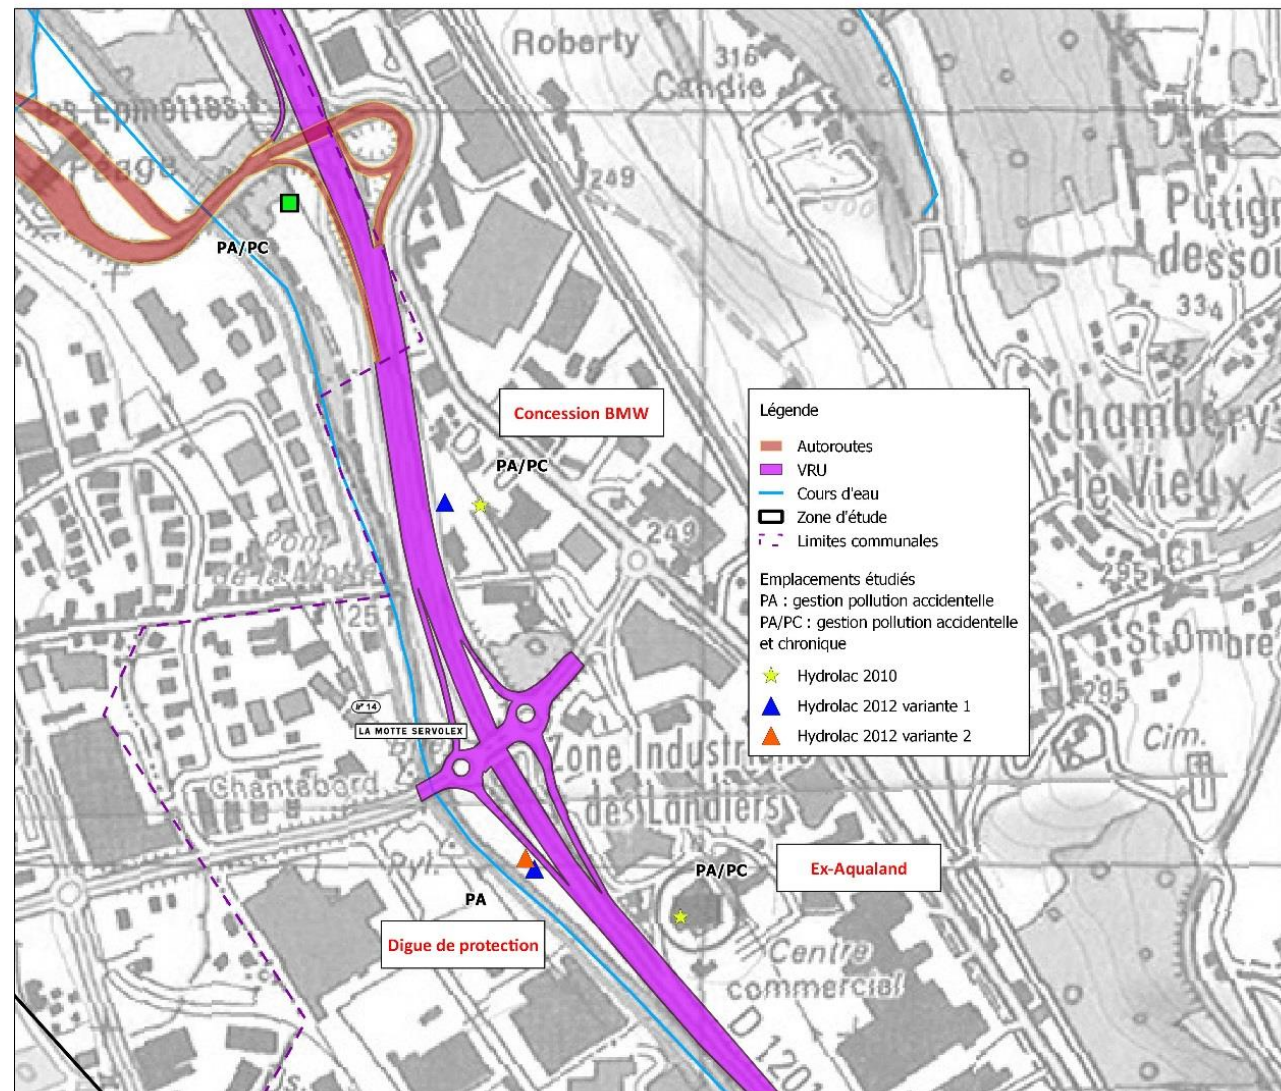 Roberty
316
Candie
es Epinettes
Péage
249
300
Putign
dessou
334
PA/PC
Concession BMW
PA/PC
Légende
Autoroutes
VRU
Cours d'eau
Zone d'étude
Limites communales
Emplacements étudiés
PA : gestion pollution accidentelle
PA/PC : gestion pollution accidentelle
et chronique
Hydrolac 2010
Hydrolac 2012 variante 1
Hydrolac 2012 variante 2
Chambéry
le Vieux
249
Pont
de la Motte
251
295
St Ombre
295
N° 14
LA MOTTE SERVOLEX
Cim.
Zone Industrielle
des Landiers
Chantabord
Pyl.
PA
Digue de protection
PA/PC
Ex-Aqualand
Centre
commercial
D 1201